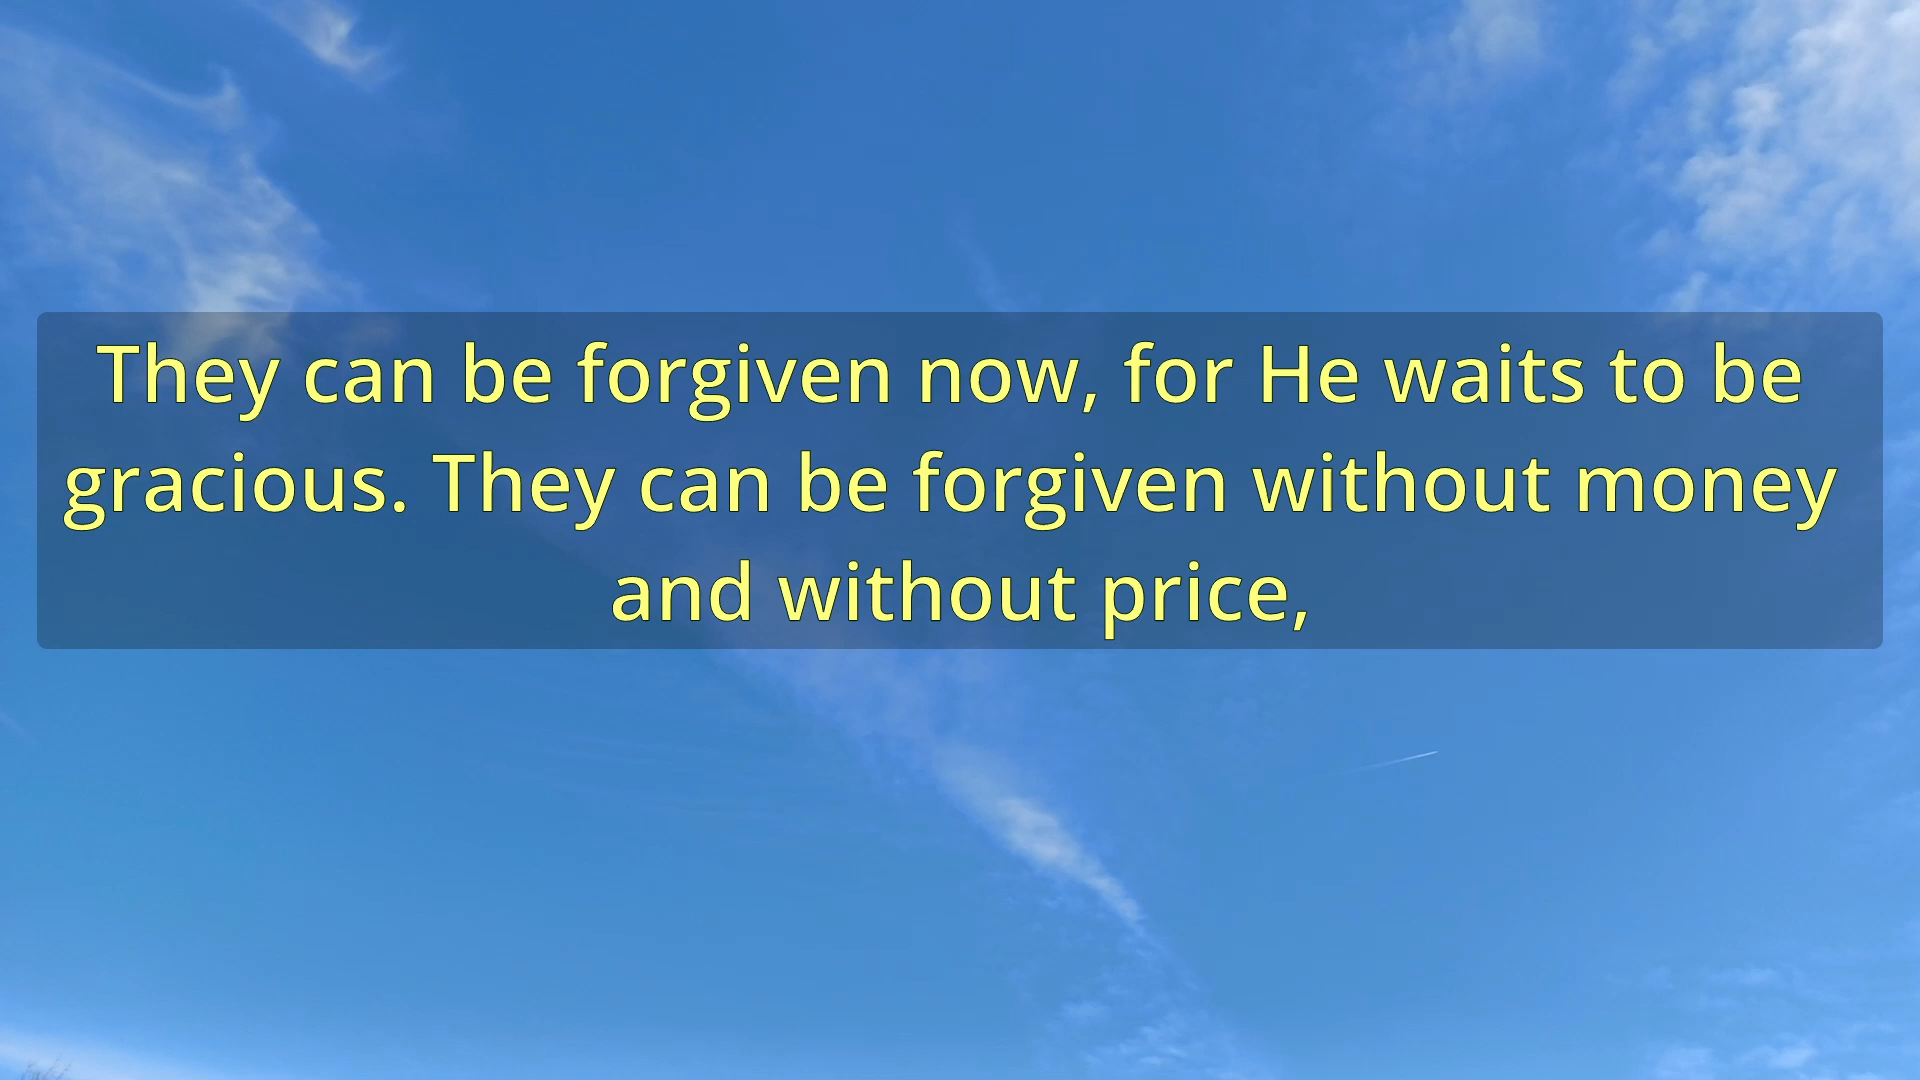 They can be forgiven now, for He waits to be
gracious. They can be forgiven without money
and without price,